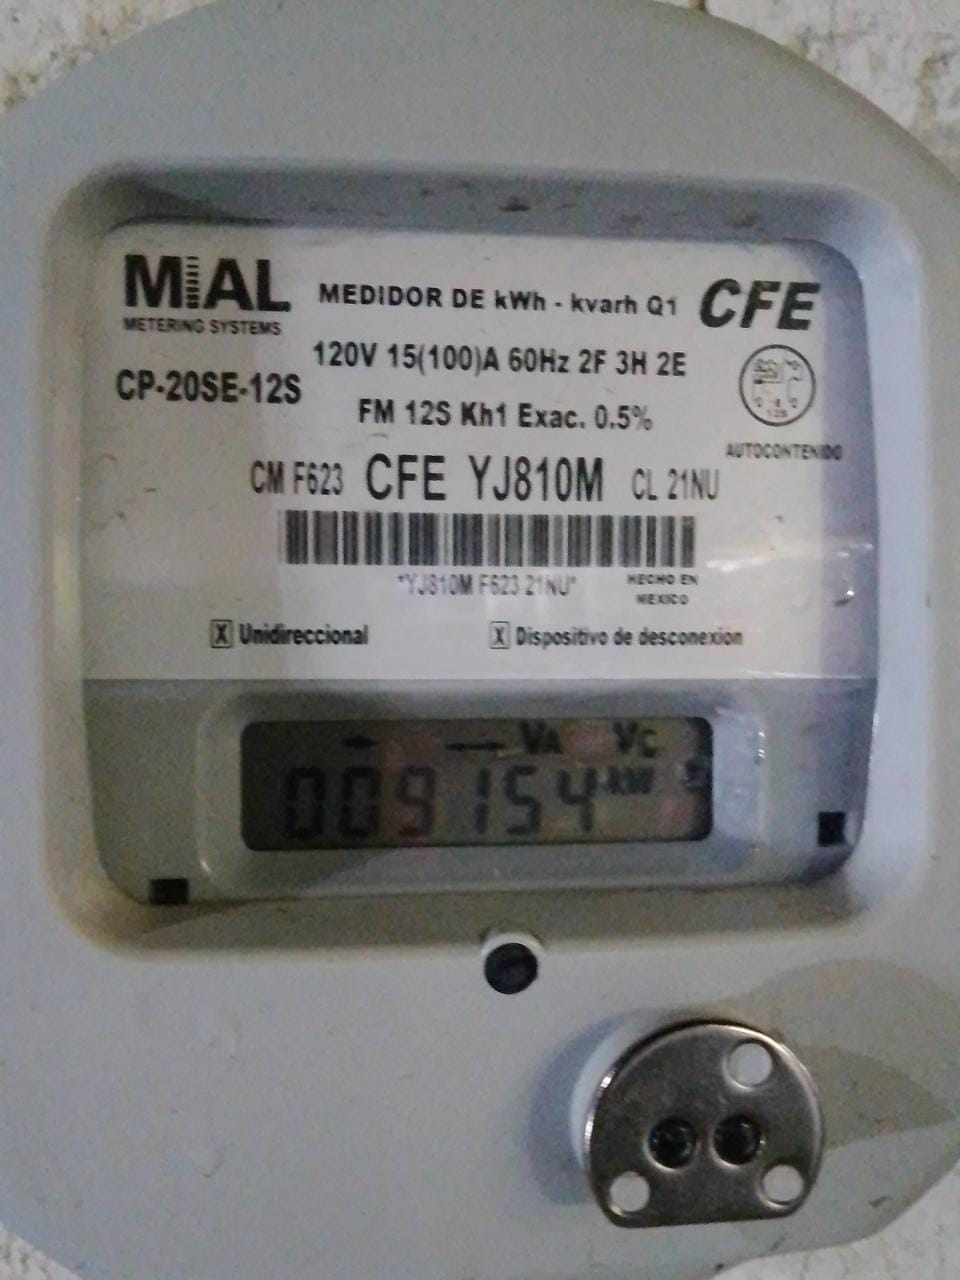 MIAL
METERING SYSTEMS
MEDIDOR DE kWh - kvarh Q1
CFE
120V 15(100)A 60Hz 2F 3H 2E
CP-20SE-12S
FM 12S Kh1 Exac. 0.5%
AUTOCONTENIDO
CM F623 CFE YJ810M CL 21NU
*YJ810M F623 21NU*
HECHO EN
MEXICO
X Unidireccional
X Dispositivo de desconexión
VA VC
009154 kW